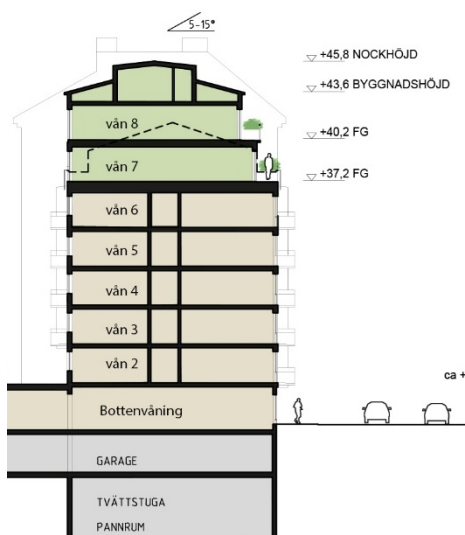 5-15°
+45,8 NOCKHÖJD
+43,6 BYGGNADSHÖJD
vån 8
+40,2 FG
vån 7
+37,2 FG
vån 6
vån 5
vån 4
vån 3
vån 2
ca +
Bottenvåning
GARAGE
TVÄTTSTUGA
PANNRUM